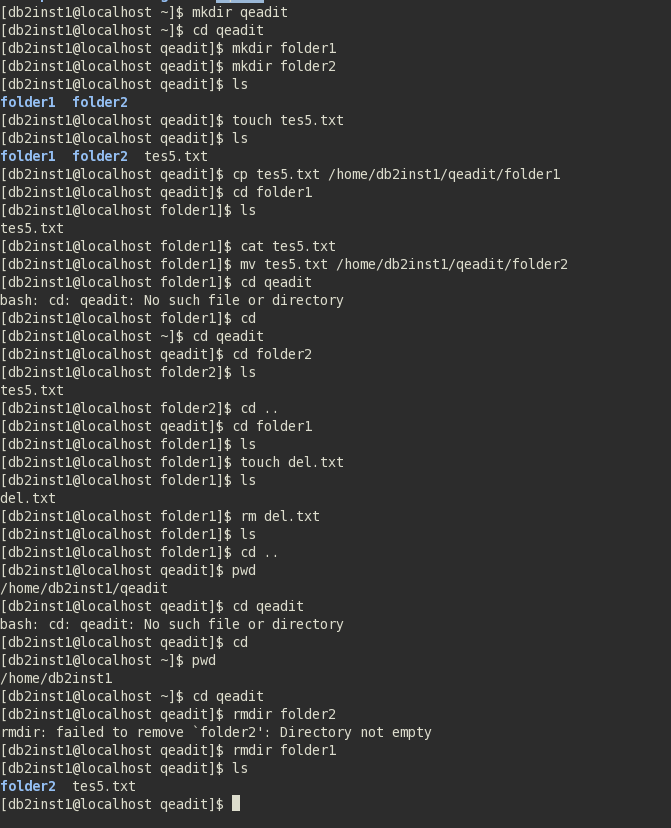 [db2inst1@localhost ~]$ mkdir qeadit
[db2inst1@localhost ~]$ cd qeadit
[db2inst1@localhost qeadit]$ mkdir folder1
[db2inst1@localhost qeadit]$ mkdir folder2
[db2inst1@localhost qeadit]$ ls
folder1  folder2
[db2inst1@localhost qeadit]$ touch tes5.txt
[db2inst1@localhost qeadit]$ ls
folder1  folder2  tes5.txt
[db2inst1@localhost qeadit]$ cp tes5.txt /home/db2inst1/qeadit/folder1
[db2inst1@localhost qeadit]$ cd folder1
[db2inst1@localhost folder1]$ ls
tes5.txt
[db2inst1@localhost folder1]$ cat tes5.txt
[db2inst1@localhost folder1]$ mv tes5.txt /home/db2inst1/qeadit/folder2
[db2inst1@localhost folder1]$ cd qeadit
bash: cd: qeadit: No such file or directory
[db2inst1@localhost folder1]$ cd
[db2inst1@localhost ~]$ cd qeadit
[db2inst1@localhost qeadit]$ cd folder2
[db2inst1@localhost folder2]$ ls
tes5.txt
[db2inst1@localhost folder2]$ cd ..
[db2inst1@localhost qeadit]$ cd folder1
[db2inst1@localhost folder1]$ ls
[db2inst1@localhost folder1]$ touch del.txt
[db2inst1@localhost folder1]$ ls
del.txt
[db2inst1@localhost folder1]$ rm del.txt
[db2inst1@localhost folder1]$ ls
[db2inst1@localhost folder1]$ cd ..
[db2inst1@localhost qeadit]$ pwd
/home/db2inst1/qeadit
[db2inst1@localhost qeadit]$ cd qeadit
bash: cd: qeadit: No such file or directory
[db2inst1@localhost qeadit]$ cd
[db2inst1@localhost ~]$ pwd
/home/db2inst1
[db2inst1@localhost ~]$ cd qeadit
[db2inst1@localhost qeadit]$ rmdir folder2
rmdir: failed to remove `folder2': Directory not empty
[db2inst1@localhost qeadit]$ rmdir folder1
[db2inst1@localhost qeadit]$ ls
folder2  tes5.txt
[db2inst1@localhost qeadit]$